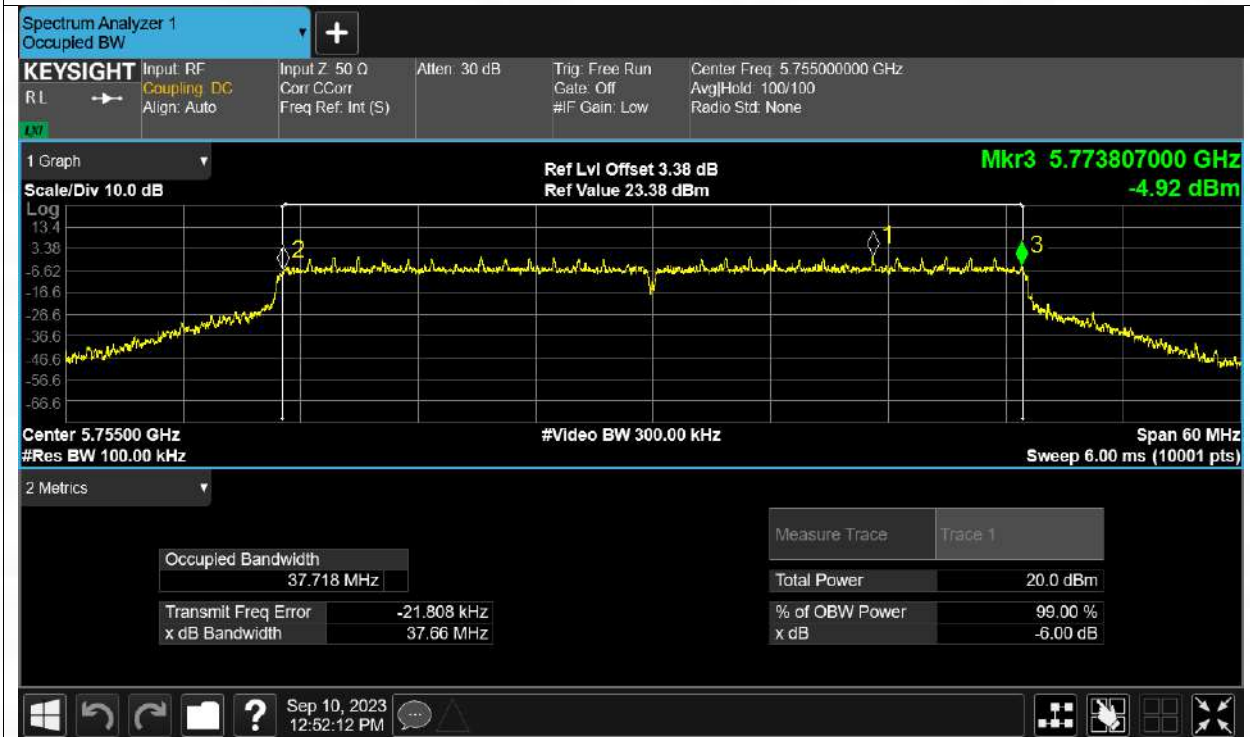 Spectrum Analyzer 1
Occupied BW
+
KEYSIGHT
R L
LXI
Input: RF
Coupling: DC
Align: Auto
Input Z: 50 Ω
Corr CCorr
Freq Ref: Int (S)
Atten: 30 dB
Trig: Free Run
Gate: Off
#IF Gain: Low
Center Freq: 5.755000000 GHz
Avg|Hold: 100/100
Radio Std: None
1 Graph
Scale/Div 10.0 dB
Ref Lvl Offset 3.38 dB
Ref Value 23.38 dBm
Mkr3 5.773807000 GHz
-4.92 dBm
Log
13.4
3.38
-6.62
-16.6
-26.6
-36.6
-46.6
-56.6
-66.6
2
1
3
Center 5.75500 GHz
#Video BW 300.00 kHz
Span 60 MHz
#Res BW 100.00 kHz
Sweep 6.00 ms (10001 pts)
2 Metrics
Measure Trace Trace 1
Occupied Bandwidth
37.718 MHz
Total Power 20.0 dBm
Transmit Freq Error -21.808 kHz
% of OBW Power 99.00 %
x dB Bandwidth 37.66 MHz
x dB -6.00 dB
?
Sep 10, 2023
12:52:12 PM